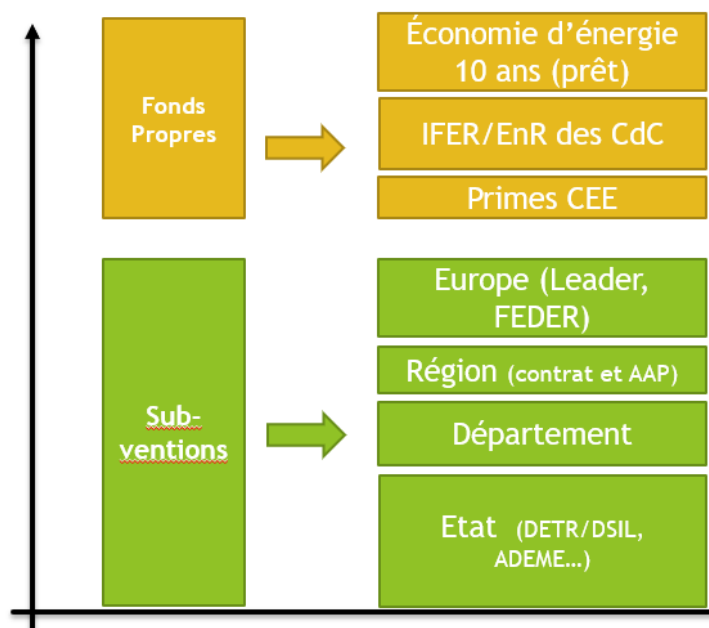 Fonds
Propres
Économie d’énergie
10 ans (prêt)
IFER/EnR des CdC
Primes CEE
Sub-
ventions
Europe (Leader,
FEDER)
Région (contrat et AAP)
Département
Etat (DETR/DSIL,
ADEME…)